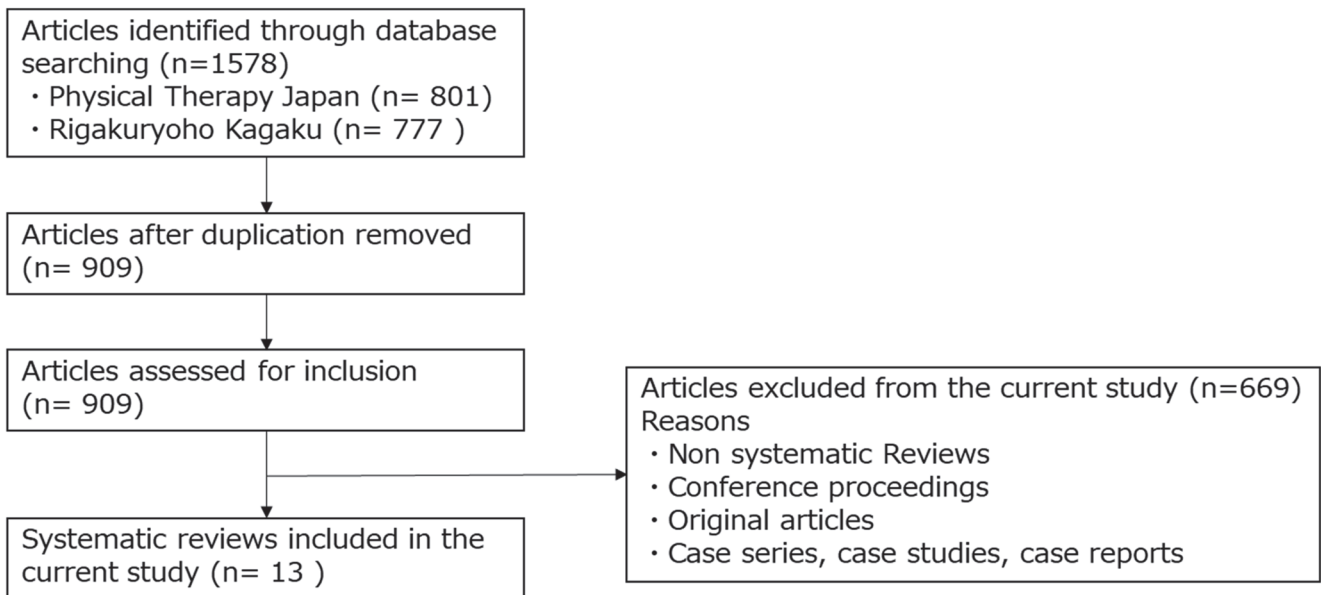 Articles identified through database
searching (n=1578)
・Physical Therapy Japan (n= 801)
・Rigakuryoho Kagaku (n= 777 )
Articles after duplication removed
(n= 909)
Articles assessed for inclusion
(n= 909)
Articles excluded from the current study (n=669)
Reasons
・Non systematic Reviews
・Conference proceedings
・Original articles
・Case series, case studies, case reports
Systematic reviews included in the
current study (n= 13 )